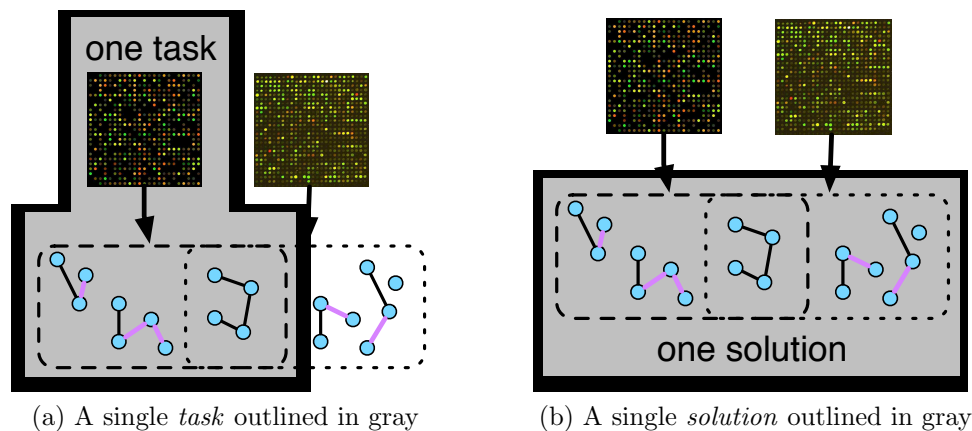 one task
one solution
(a) A single task outlined in gray
(b) A single solution outlined in gray